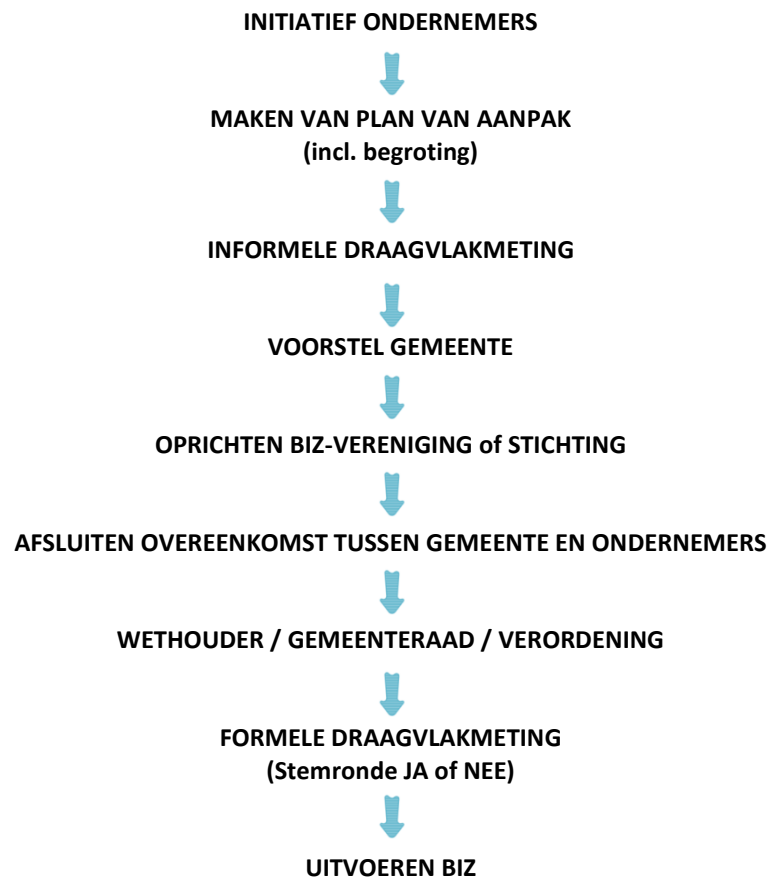 INITIATIEF ONDERNEMERS
MAKEN VAN PLAN VAN AANPAK
(incl. begroting)
INFORMELE DRAAGVLAKMETING
VOORSTEL GEMEENTE
OPRICHTEN BIZ-VERENIGING of STICHTING
AFSLUITEN OVEREENKOMST TUSSEN GEMEENTE EN ONDERNEMERS
WETHOUDER / GEMEENTERAAD / VERORDENING
FORMELE DRAAGVLAKMETING
(Stemronde JA of NEE)
UITVOEREN BIZ